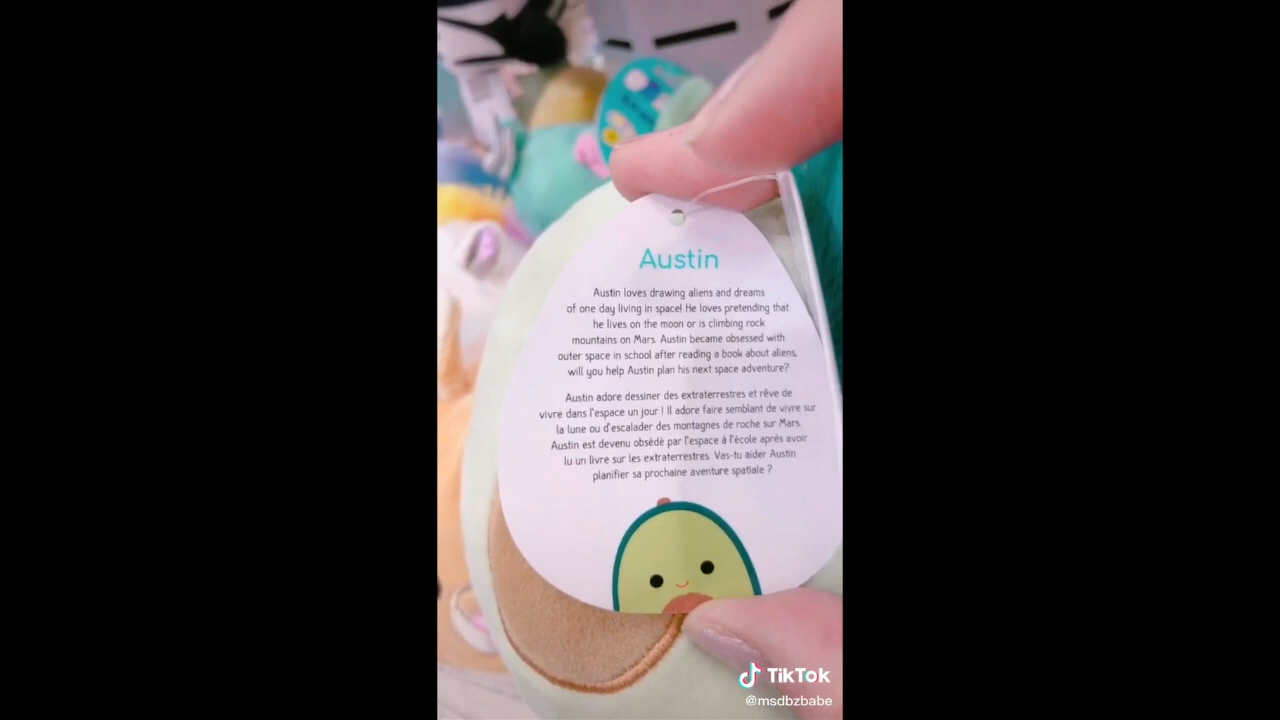 Austin
Austin loves drawing aliens and dreams
of one day living in space! He loves pretending that
he lives on the moon or is climbing rock
mountains on Mars. Austin became obsessed with
outer space in school after reading a book about aliens,
will you help Austin plan his next space adventure?
Austin adore dessiner des extraterrestres et rêve de
vivre dans l'espace un jour ! Il adore faire semblant de vivre sur
la lune ou d'escalader des montagnes de roche sur Mars.
Austin est devenu obsédé par l'espace à l'école après avoir
lu un livre sur les extraterrestres. Vas-tu aider Austin
planifier sa prochaine aventure spatiale ?
TikTok
@msdbzbabe